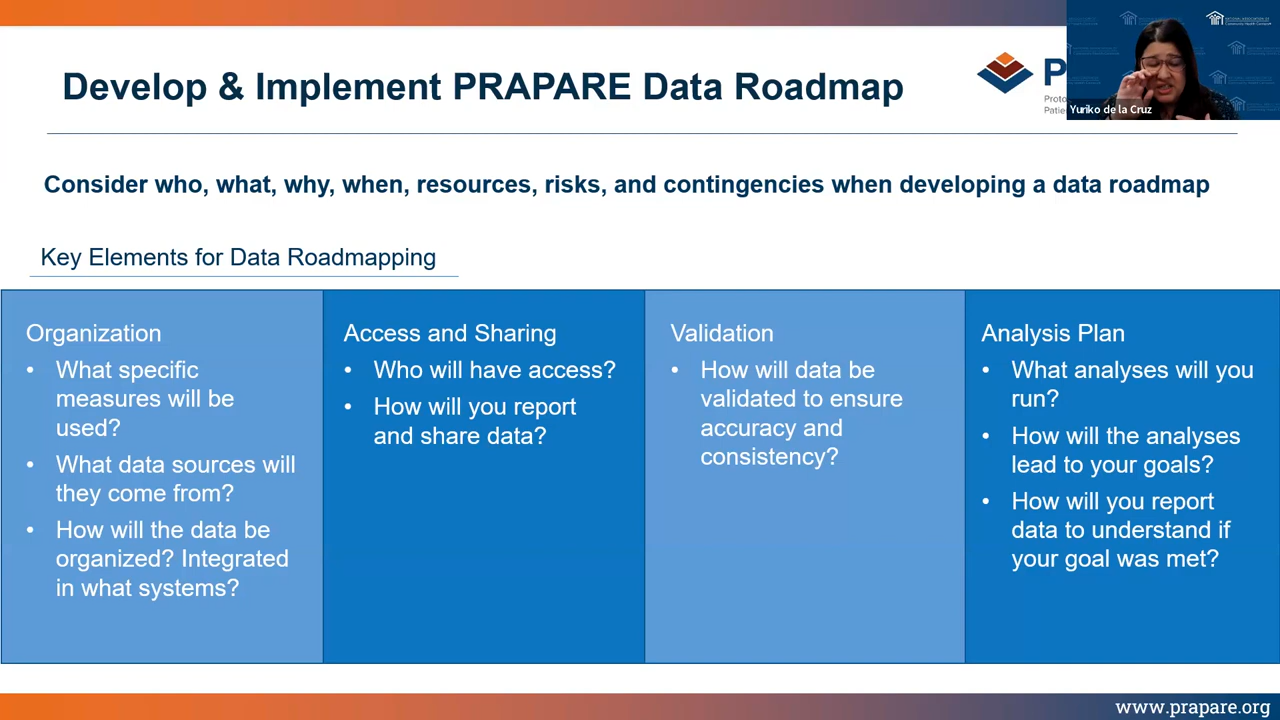 Develop & Implement PRAPARE Data Roadmap
P
Proto
Patie
Yuriko de la Cruz
Consider who, what, why, when, resources, risks, and contingencies when developing a data roadmap
Key Elements for Data Roadmapping
Organization
• What specific
measures will be
used?
• What data sources will
they come from?
• How will the data be
organized? Integrated
in what systems?
Access and Sharing
• Who will have access?
• How will you report
and share data?
Validation
• How will data be
validated to ensure
accuracy and
consistency?
Analysis Plan
• What analyses will you
run?
• How will the analyses
lead to your goals?
• How will you report
data to understand if
your goal was met?
www.prapare.org